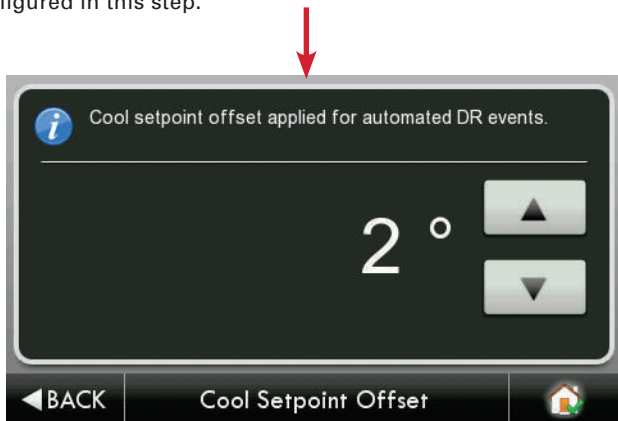 figured in this step.
Cool setpoint offset applied for automated DR events.
2 °
BACK
Cool Setpoint Offset